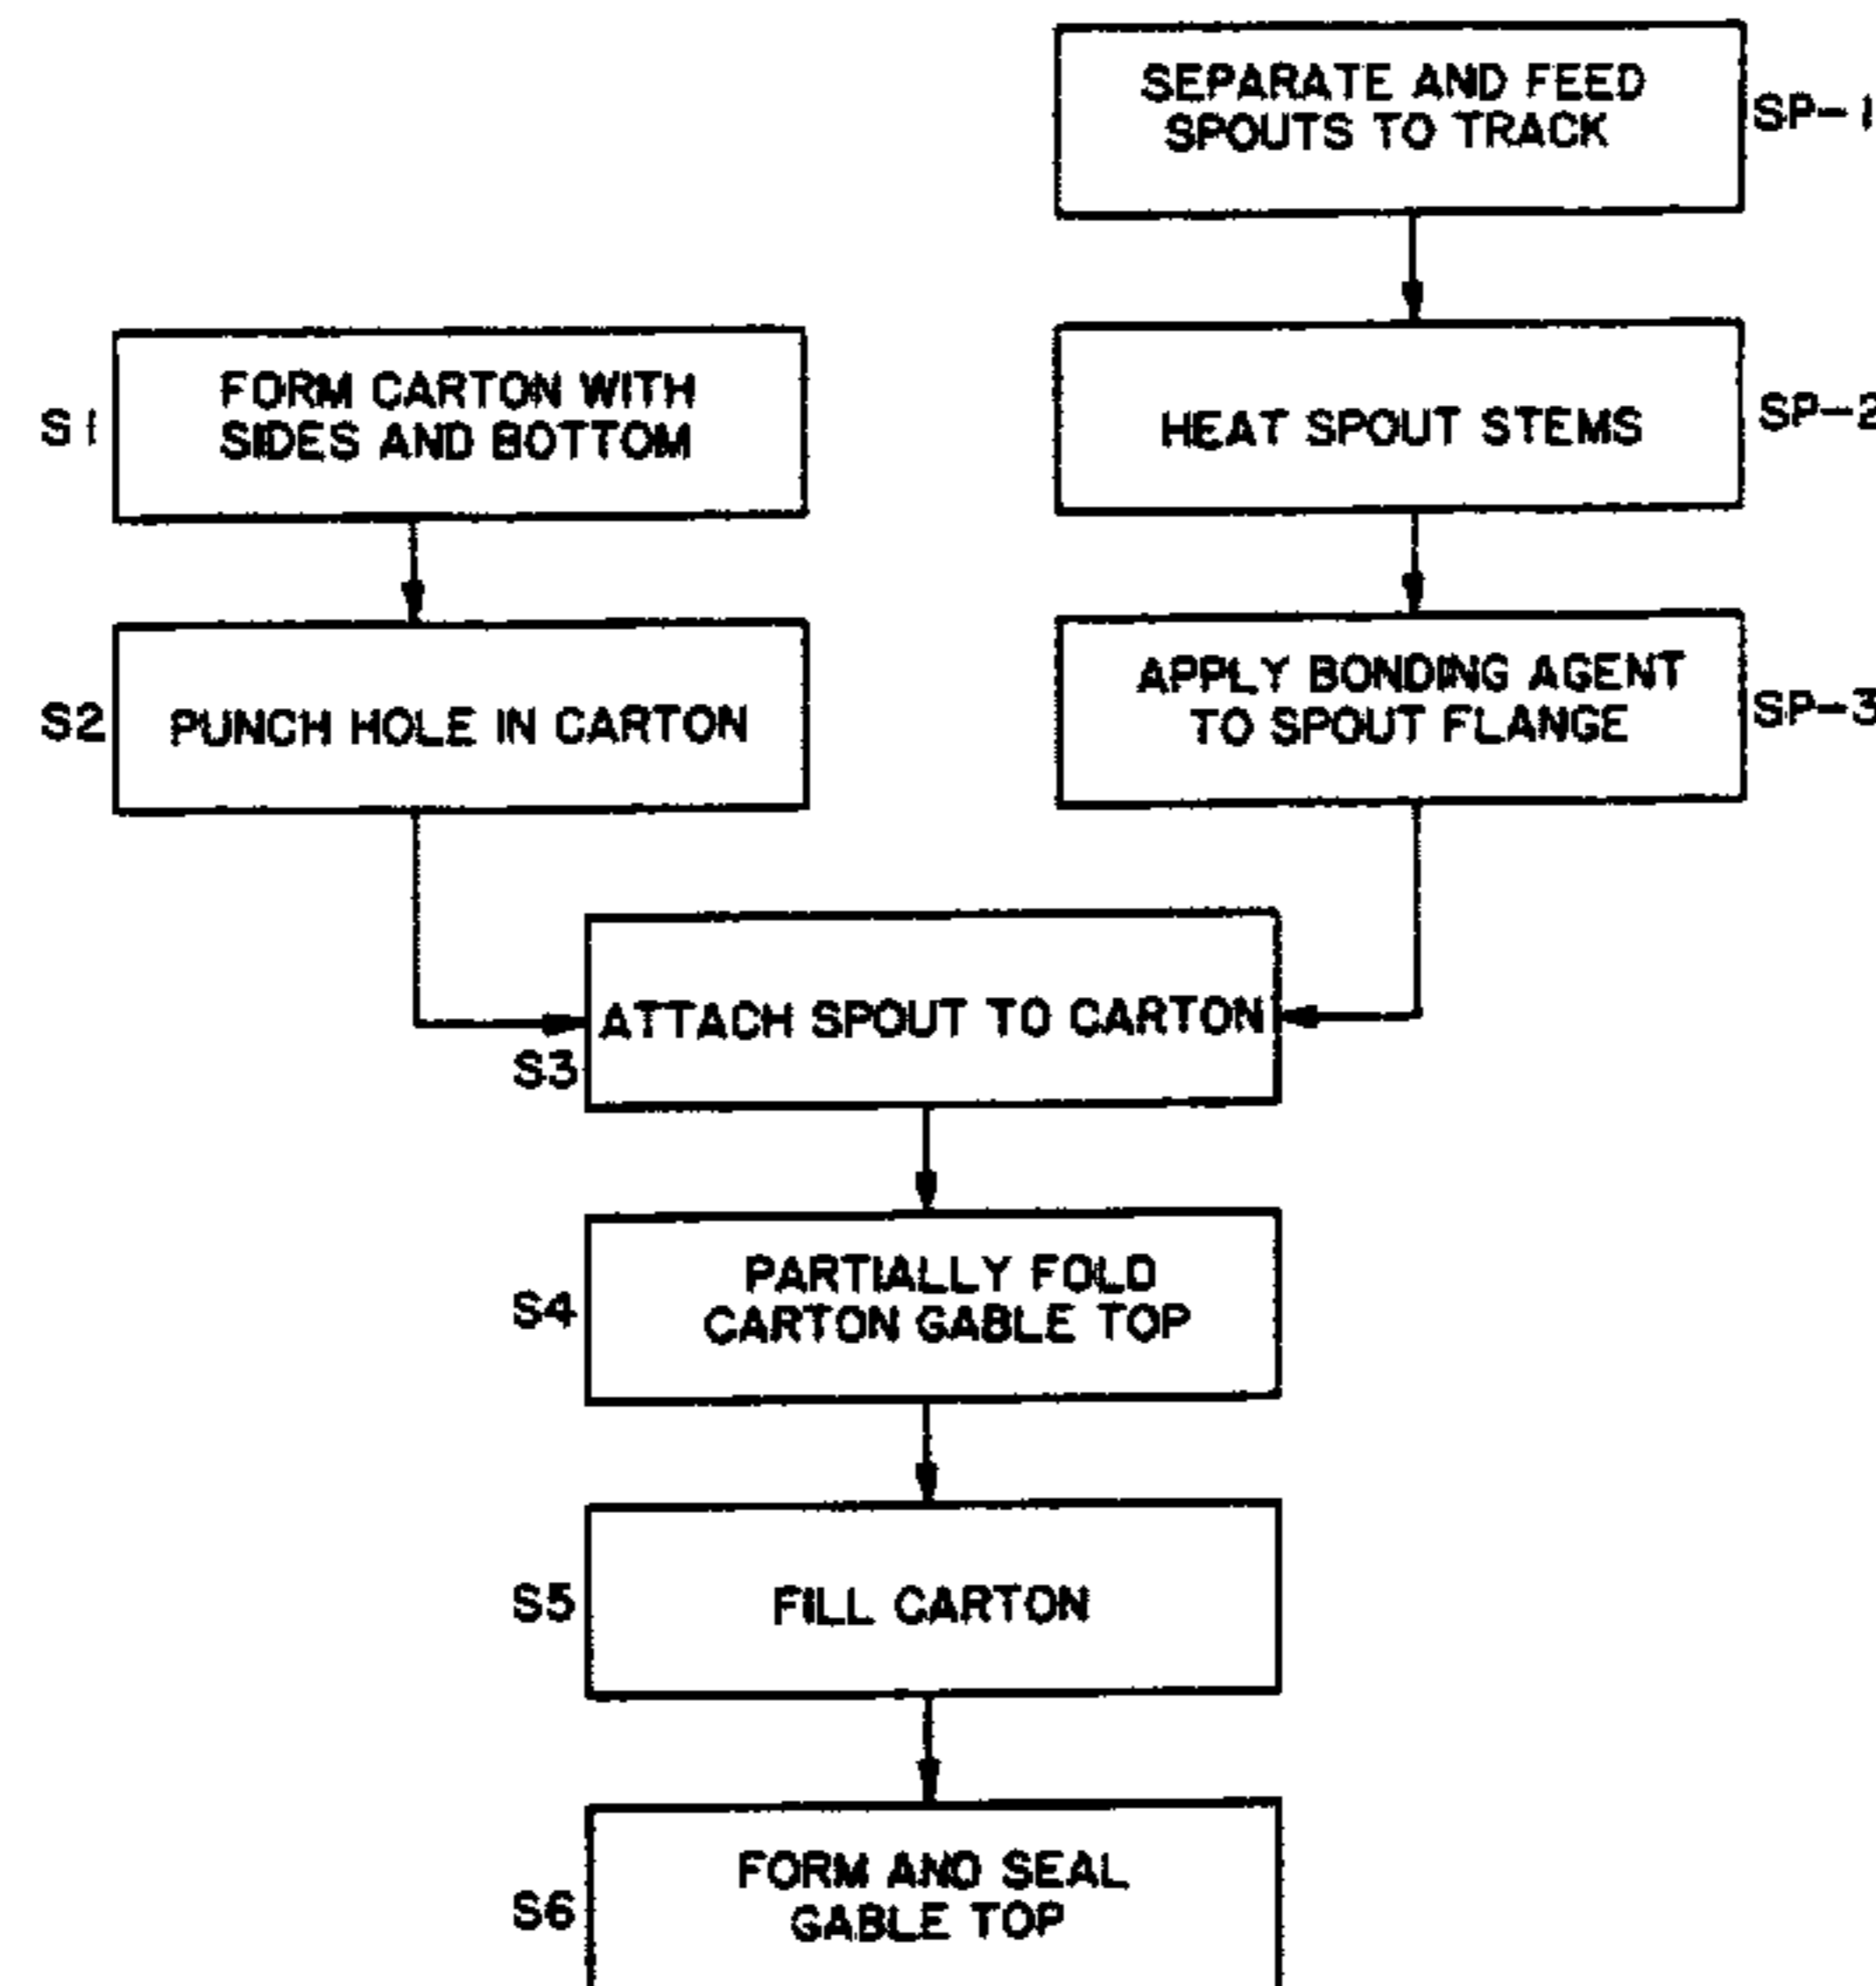 SEPARATE AND FEED
SPOUTS TO TRACK
SP-1
FORM CARTON WITH
SIDES AND BOTTOM
S1
HEAT SPOUT STEMS
SP-2
PUNCH HOLE IN CARTON
S2
APPLY BONDING AGENT
TO SPOUT FLANGE
SP-3
ATTACH SPOUT TO CARTON
S3
PARTIALLY FOLD
CARTON GABLE TOP
S4
FILL CARTON
S5
FORM AND SEAL
GABLE TOP
S6